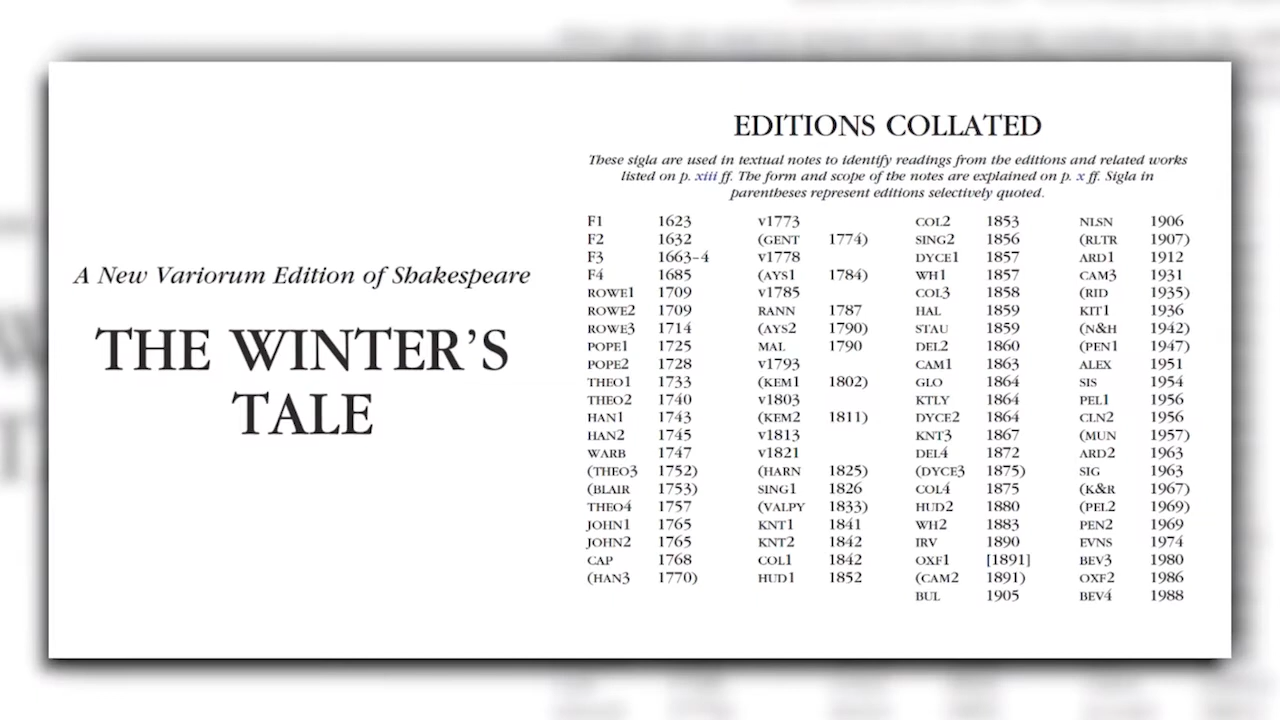 A New Variorum Edition of Shakespeare
THE WINTER'S
TALE
EDITIONS COLLATED
These sigla are used in textual notes to identify readings from the editions and related works
listed on p. xiii ff. The form and scope of the notes are explained on p. x ff. Sigla in
parentheses represent editions selectively quoted.
F1 1623
F2 1632
F3 1663–4
F4 1685
ROWE1 1709
ROWE2 1709
ROWE3 1714
POPE1 1725
POPE2 1728
THEO1 1733
THEO2 1740
HAN1 1743
HAN2 1745
WARB 1747
(THEO3 1752)
(BLAIR 1753)
THEO4 1757
JOHN1 1765
JOHN2 1765
CAP 1768
(HAN3 1770)
v1773
(GENT 1774)
v1778
(AYS1 1784)
v1785
RANN 1787
(AYS2 1790)
MAL 1790
v1793
(KEM1 1802)
v1803
(KEM2 1811)
v1813
v1821
(HARN 1825)
SING1 1826
(VALPY 1833)
KNT1 1841
KNT2 1842
COL1 1842
HUD1 1852
COL2 1853
SING2 1856
DYCE1 1857
WH1 1857
COL3 1858
HAL 1859
STAU 1859
DEL2 1860
CAM1 1863
GLO 1864
KTLY 1864
DYCE2 1864
KNT3 1867
DEL4 1872
(DYCE3 1875)
COL4 1875
HUD2 1880
WH2 1883
IRV 1890
OXF1 [1891]
(CAM2 1891)
BUL 1905
NLSN 1906
(RLTR 1907)
ARD1 1912
CAM3 1931
(RID 1935)
KIT1 1936
(N&H 1942)
(PEN1 1947)
ALEX 1951
SIS 1954
PEL1 1956
CLN2 1956
(MUN 1957)
ARD2 1963
SIG 1963
(K&R 1967)
(PEL2 1969)
PEN2 1969
EVNS 1974
BEV3 1980
OXF2 1986
BEV4 1988